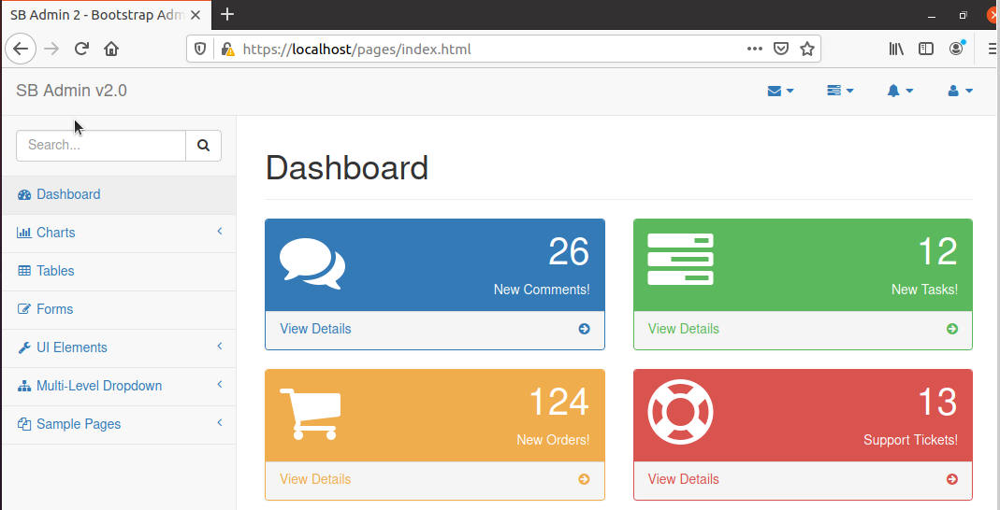 SB Admin 2 - Bootstrap Adm
https://localhost/pages/index.html
SB Admin v2.0
Search...
Dashboard
Charts
Tables
Forms
UI Elements
Multi-Level Dropdown
Sample Pages
Dashboard
26
New Comments!
View Details
12
New Tasks!
View Details
124
New Orders!
View Details
13
Support Tickets!
View Details